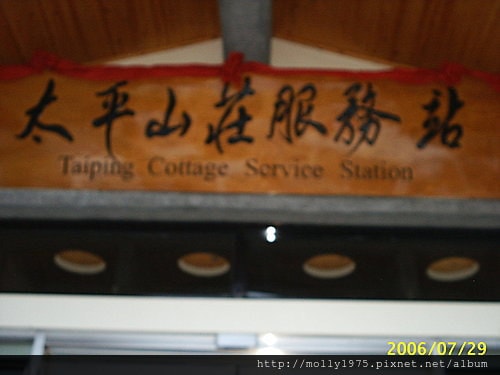 太平山莊服務站
Taiping Cottage Service Station
2006/07/29
http://molly1975.pixnet.net/album